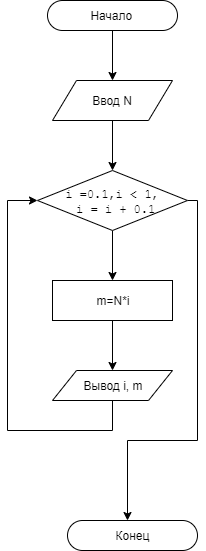 Начало
Ввод N
i =0.1,i < 1,
i = i + 0.1
m=N*i
Вывод i, m
Конец